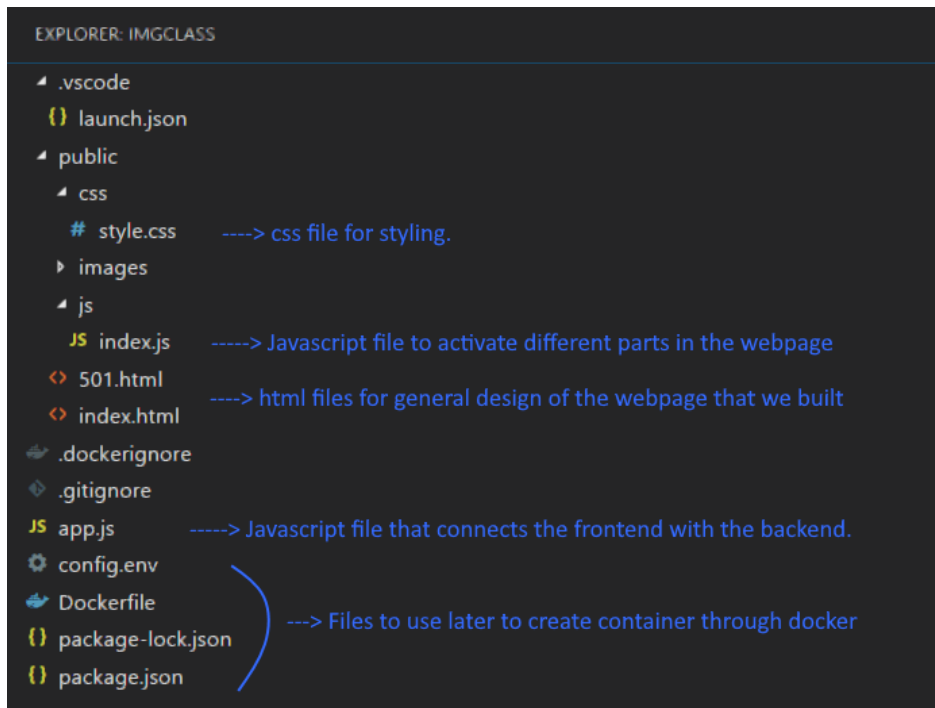 EXPLORER: IMGCLASS
.vscode
{} launch.json
public
css
# style.css ----> css file for styling.
images
js
JS index.js -----> Javascript file to activate different parts in the webpage
<> 501.html
----> html files for general design of the webpage that we built
<> index.html
.dockerignore
.gitignore
JS app.js -----> Javascript file that connects the frontend with the backend.
config.env
Dockerfile
---> Files to use later to create container through docker
{} package-lock.json
{} package.json